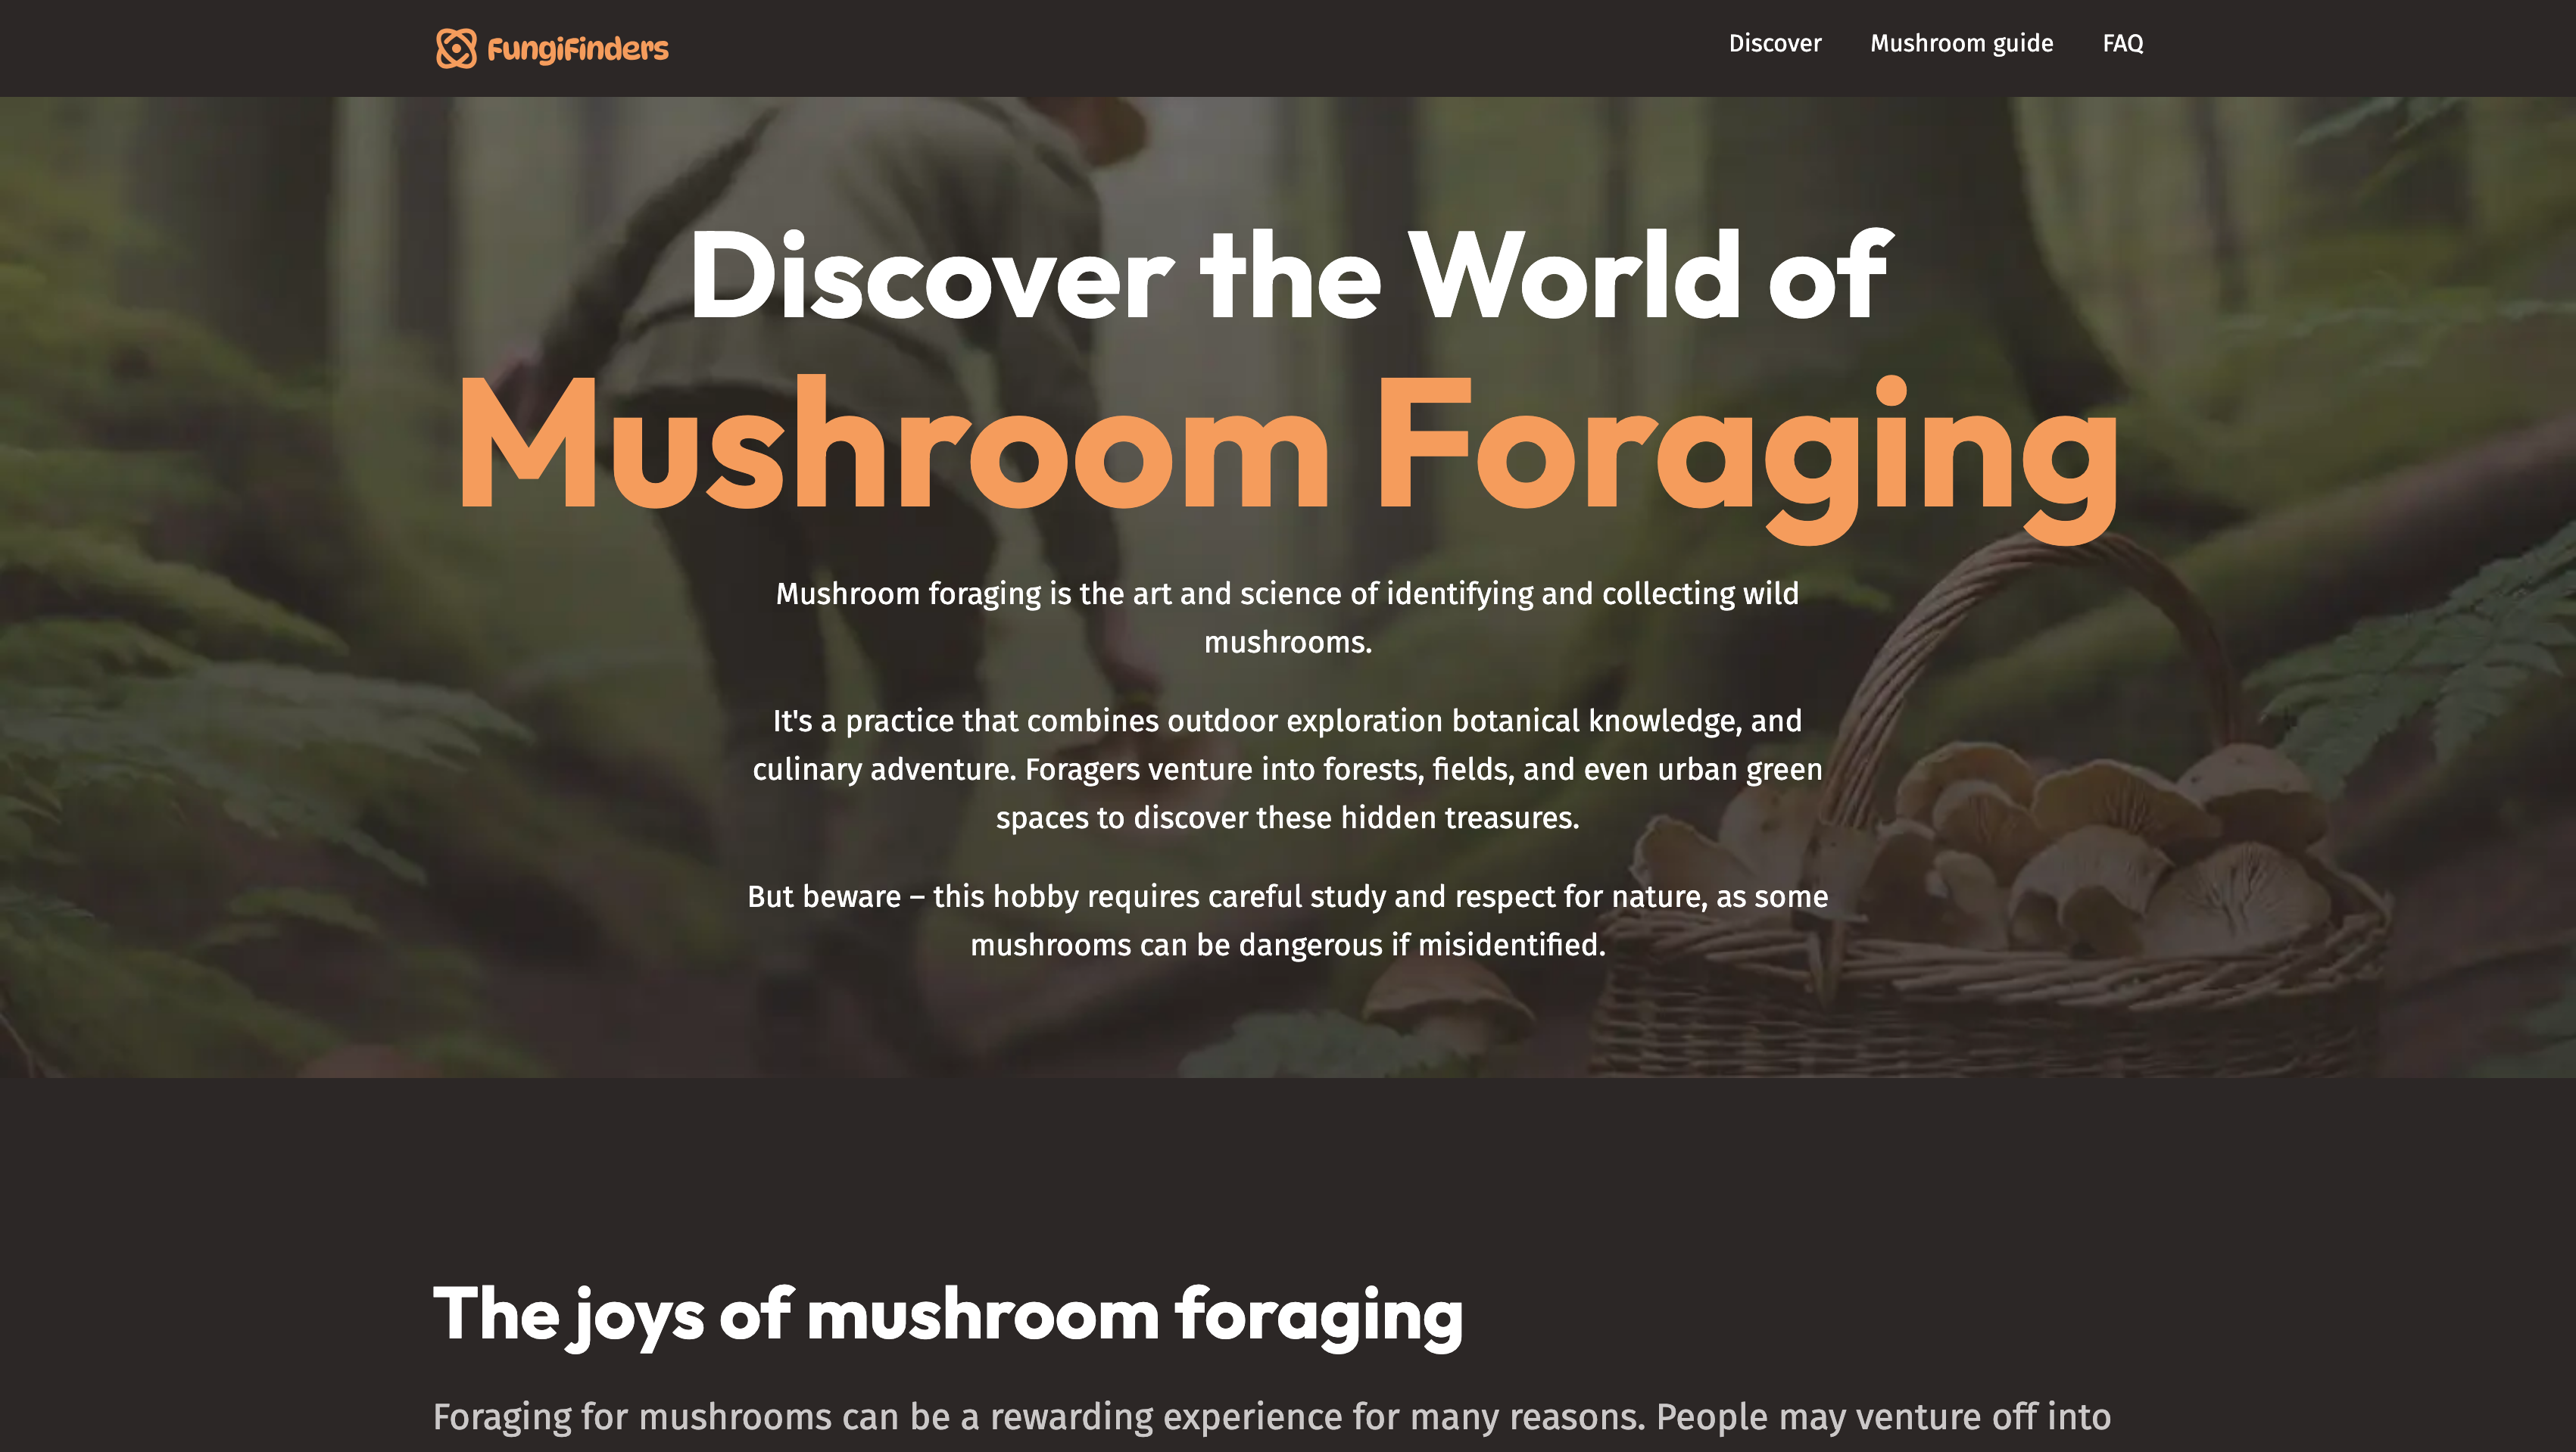 FungiFinders
Discover
Mushroom guide
FAQ
Discover the World of
Mushroom Foraging
Mushroom foraging is the art and science of identifying and collecting wild
mushrooms.
It's a practice that combines outdoor exploration botanical knowledge, and
culinary adventure. Foragers venture into forests, fields, and even urban green
spaces to discover these hidden treasures.
But beware – this hobby requires careful study and respect for nature, as some
mushrooms can be dangerous if misidentified.
The joys of mushroom foraging
Foraging for mushrooms can be a rewarding experience for many reasons. People may venture off into